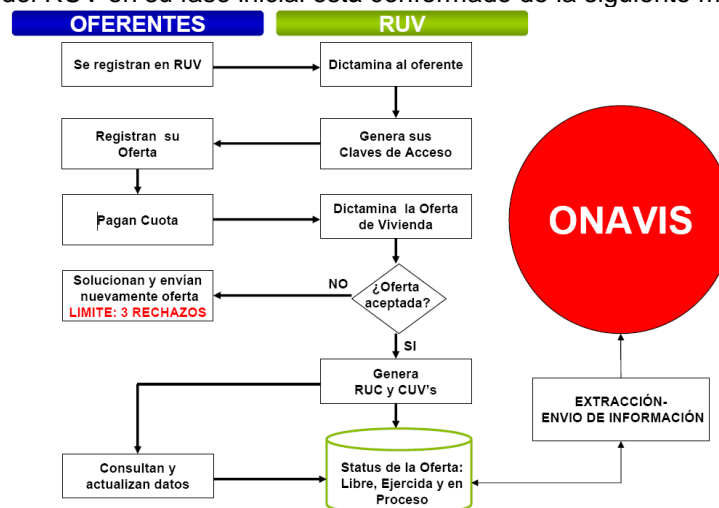 del RUV en su fase inicial está conformado de la siguiente m
OFERENTES
RUV
Se registran en RUV
Dictamina al oferente
Registran su
Oferta
Genera sus
Claves de Acceso
Pagan Cuota
Dictamina la Oferta
de Vivienda
ONAVIS
Solucionan y envían
nuevamente oferta
LIMITE: 3 RECHAZOS
NO
¿Oferta
aceptada?
SI
Genera
RUC y CUV's
EXTRACCIÓN-
ENVIO DE INFORMACIÓN
Consultan y
actualizan datos
Status de la Oferta:
Libre, Ejercida y en
Proceso